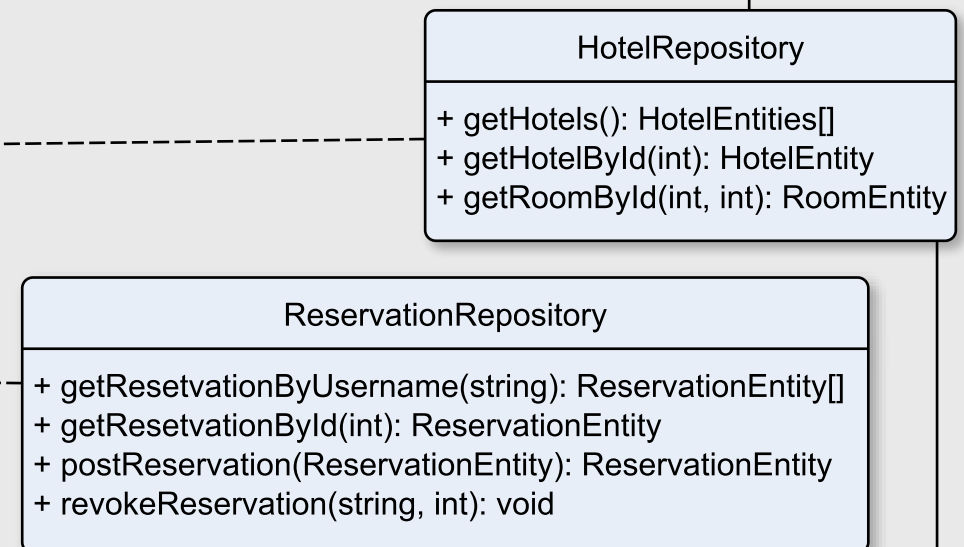 HotelRepository
+ getHotels(): HotelEntities[]
+ getHotelById(int): HotelEntity
+ getRoomById(int, int): RoomEntity
ReservationRepository
+ getResetvationByUsername(string): ReservationEntity[]
+ getResetvationById(int): ReservationEntity
+ postReservation(ReservationEntity): ReservationEntity
+ revokeReservation(string, int): void